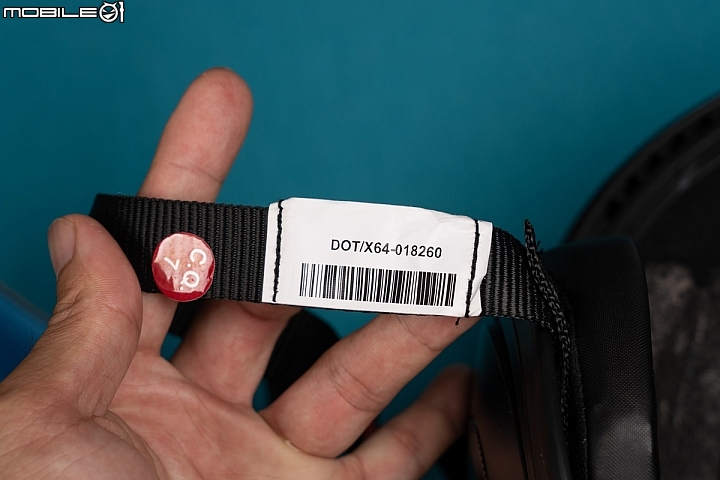 MOBILE01
DOT/X64-018260
C.Q.
7